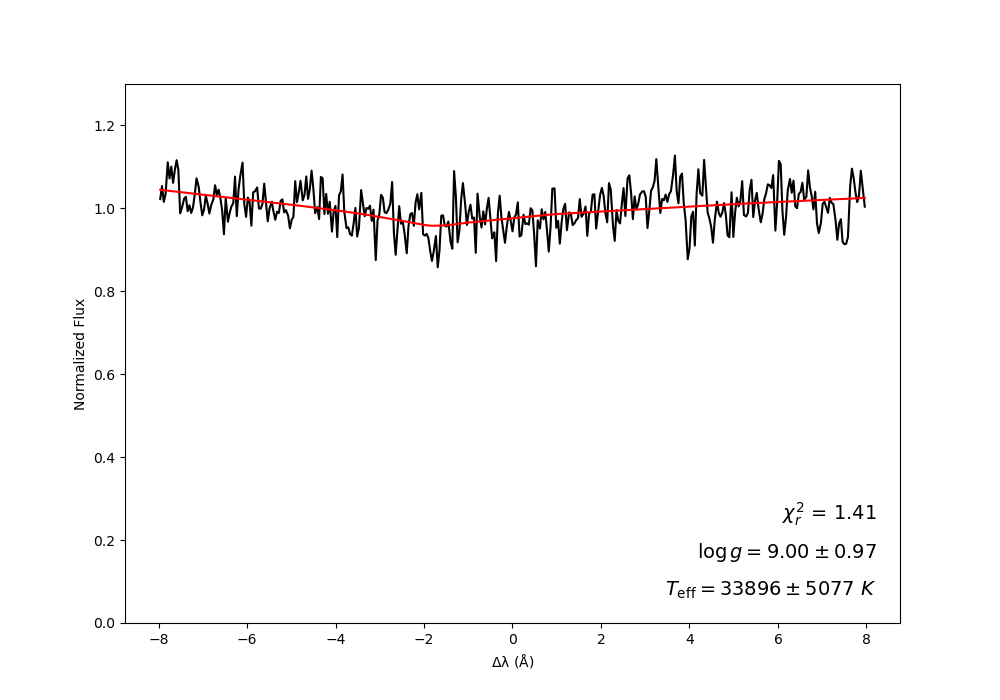 1.2
1.0
0.8
0.6
0.4
0.2
0.0
Normalized Flux
χ²ᵣ = 1.41
log g = 9.00 ± 0.97
T_eff = 33896 ± 5077 K
−8 −6 −4 −2 0 2 4 6 8
Δλ (Å)